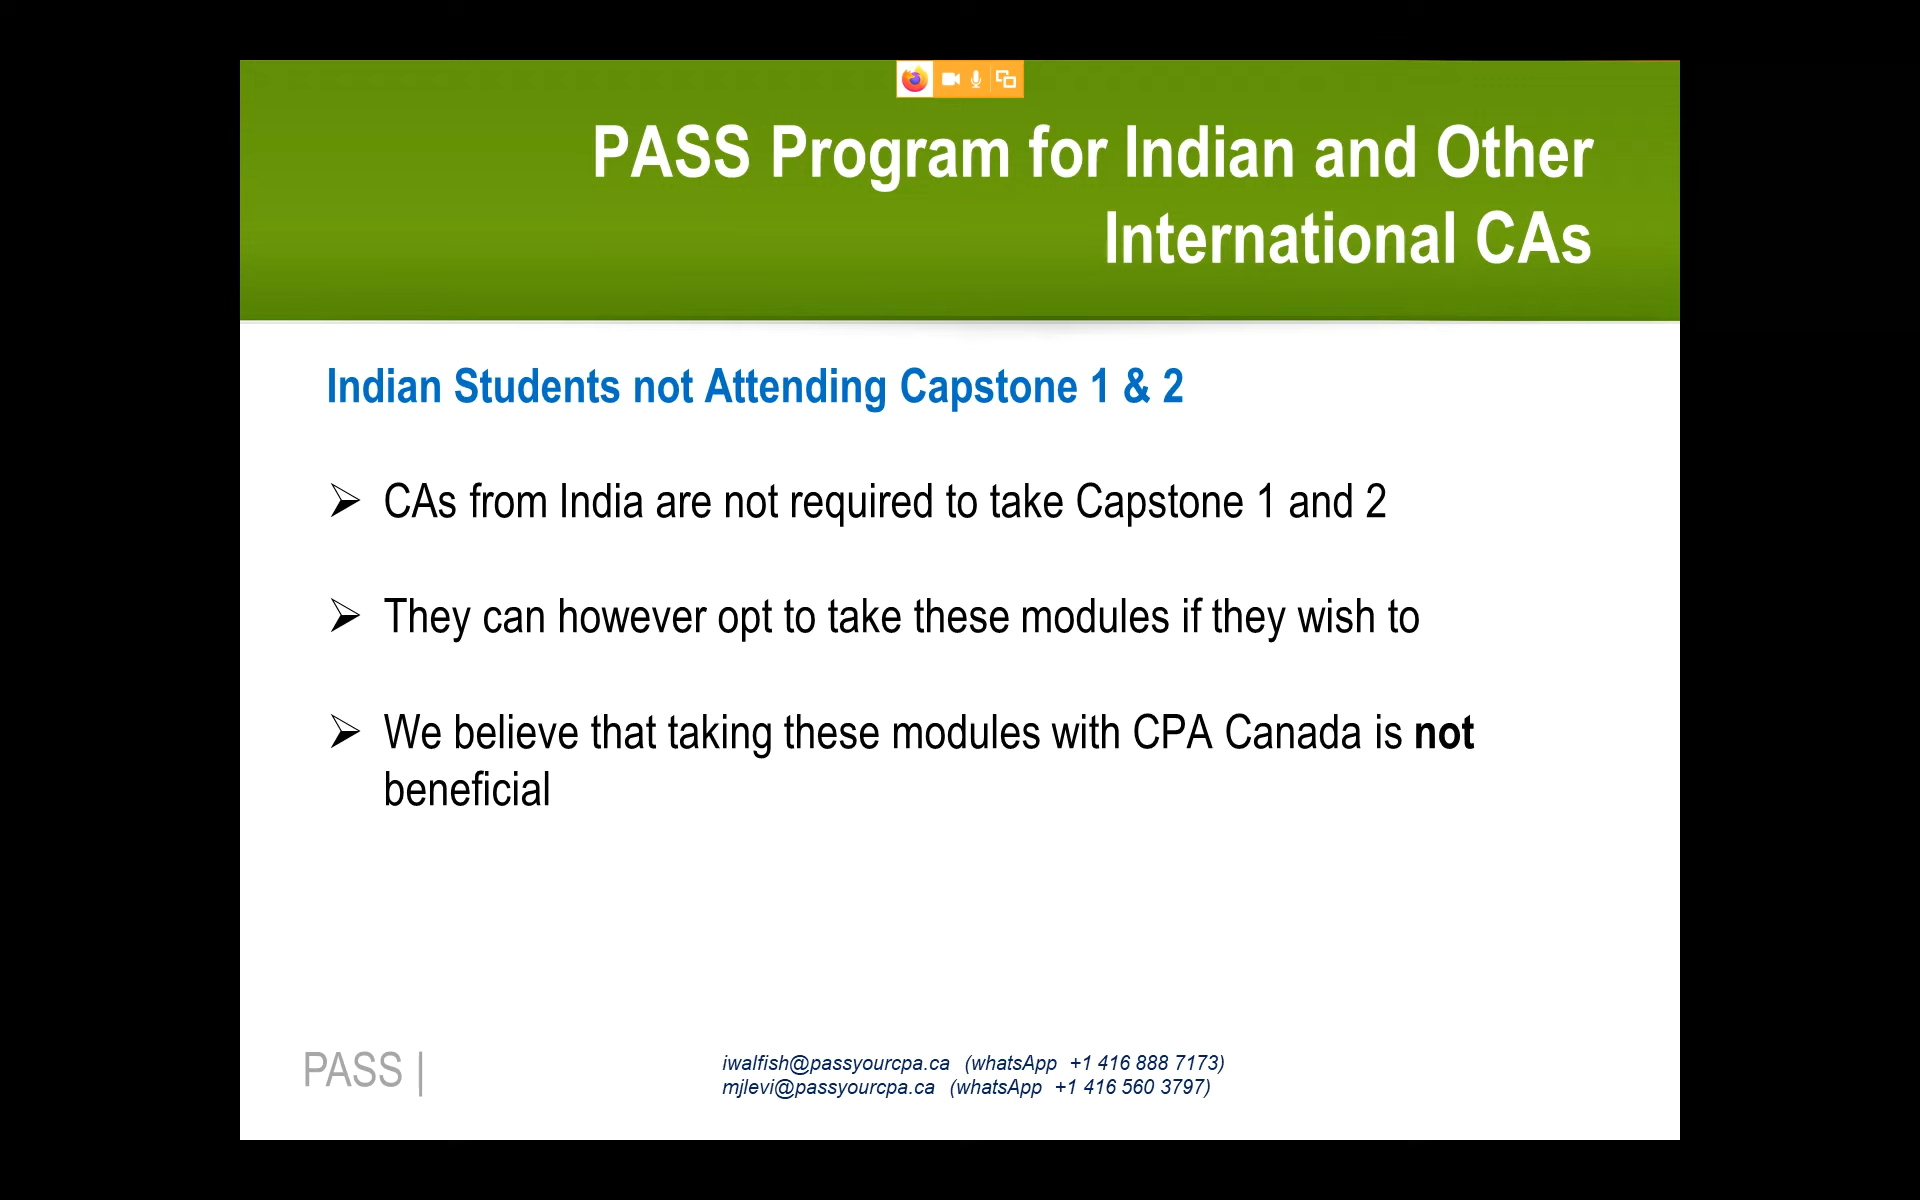 PASS Program for Indian and Other
International CAs
Indian Students not Attending Capstone 1 & 2
➢ CAs from India are not required to take Capstone 1 and 2
➢ They can however opt to take these modules if they wish to
➢ We believe that taking these modules with CPA Canada is not
beneficial
PASS |
iwalfish@passyourcpa.ca (whatsApp +1 416 888 7173)
mjlevi@passyourcpa.ca (whatsApp +1 416 560 3797)